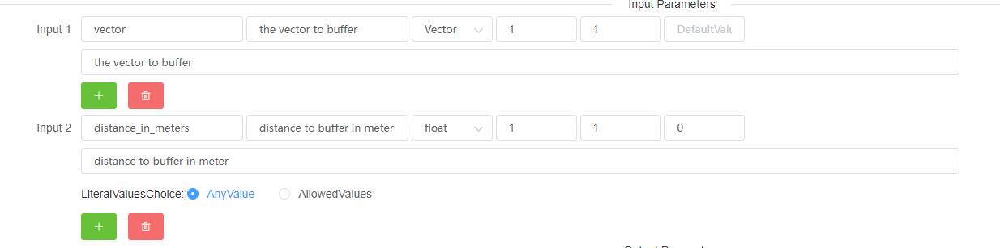 Input Parameters
Input 1 vector the vector to buffer Vector 1 1 DefaultValu
the vector to buffer
+
Input 2 distance_in_meters distance to buffer in meter float 1 1 0
distance to buffer in meter
LiteralValuesChoice: AnyValue AllowedValues
+